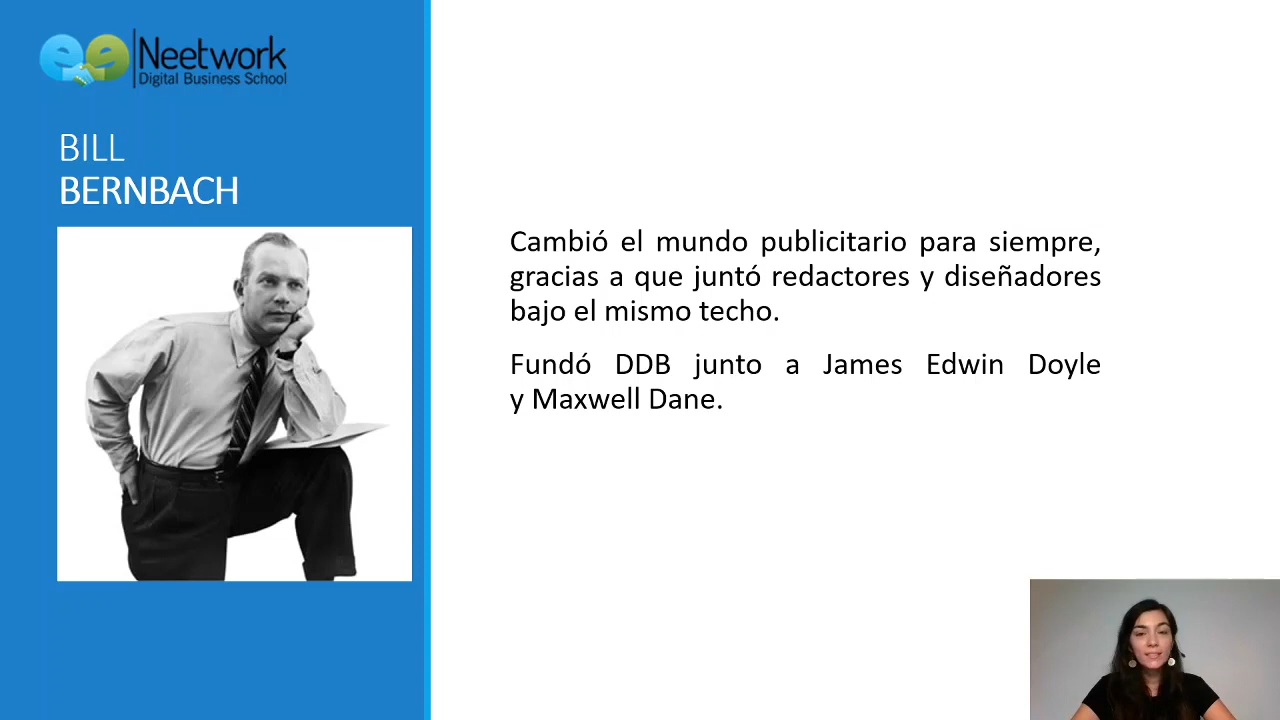 Neetwork
Digital Business School
BILL
BERNBACH
Cambió el mundo publicitario para siempre,
gracias a que juntó redactores y diseñadores
bajo el mismo techo.
Fundó DDB junto a James Edwin Doyle
y Maxwell Dane.